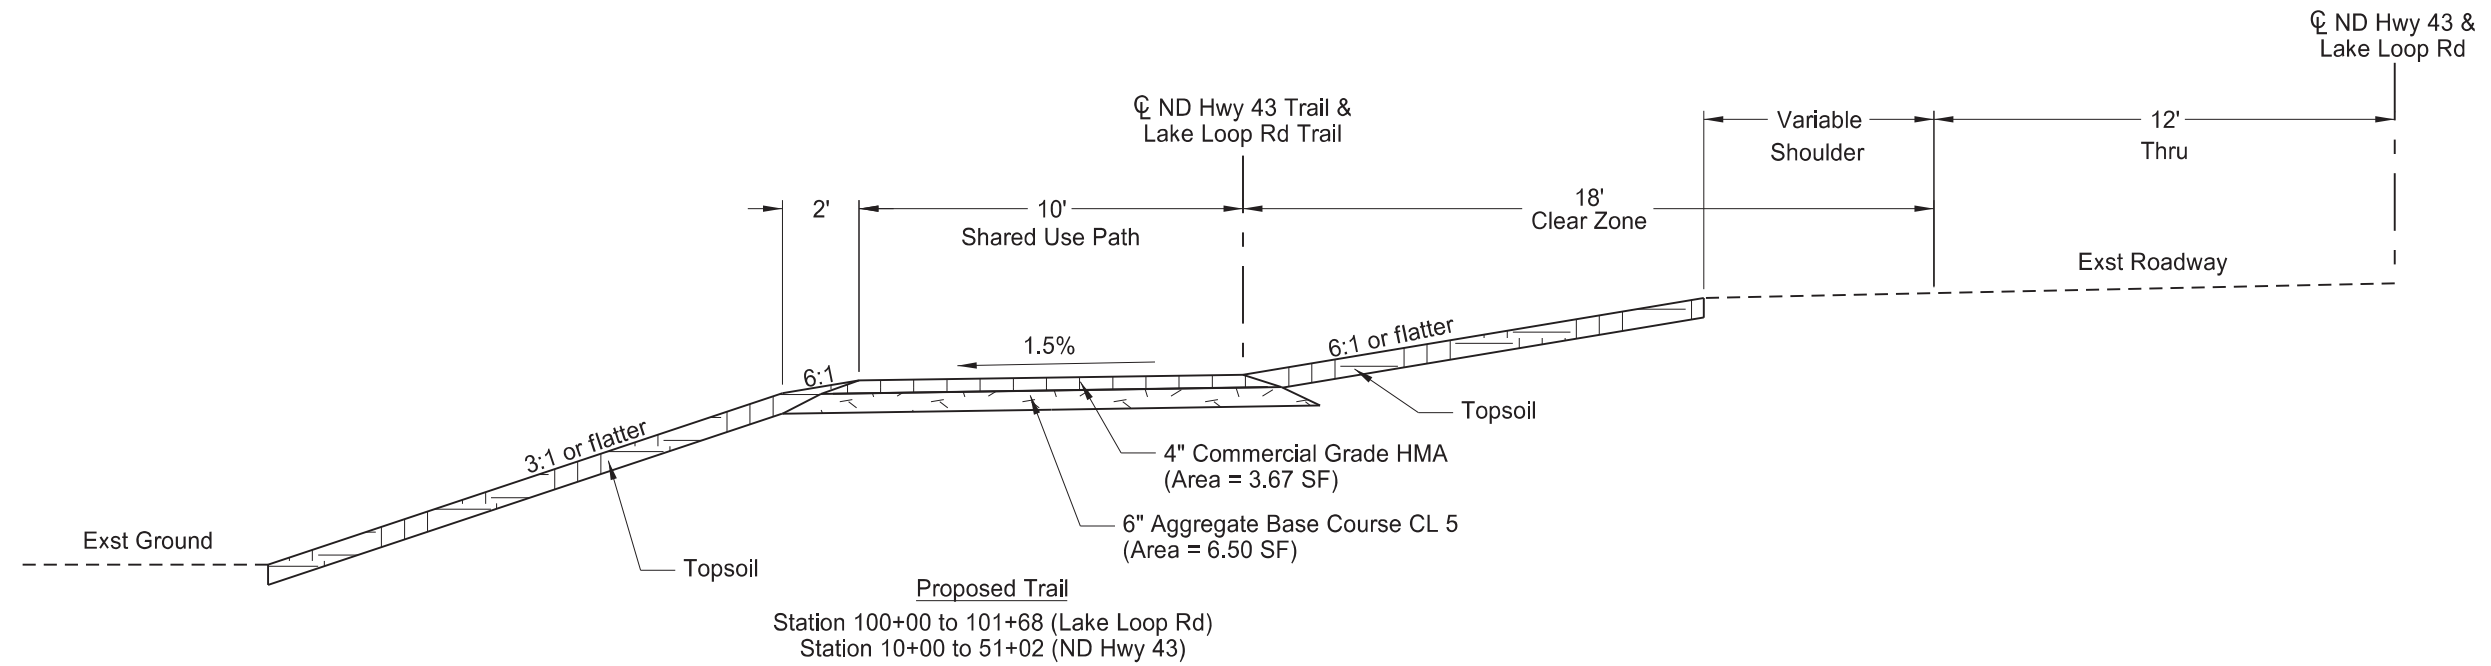 ℄ ND Hwy 43 &
Lake Loop Rd
℄ ND Hwy 43 Trail &
Lake Loop Rd Trail
Variable
Shoulder
12'
Thru
2'
10'
Shared Use Path
18'
Clear Zone
Exst Roadway
1.5%
6:1 or flatter
6:1
Topsoil
3:1 or flatter
4" Commercial Grade HMA
(Area = 3.67 SF)
6" Aggregate Base Course CL 5
(Area = 6.50 SF)
Exst Ground
Topsoil
Proposed Trail
Station 100+00 to 101+68 (Lake Loop Rd)
Station 10+00 to 51+02 (ND Hwy 43)